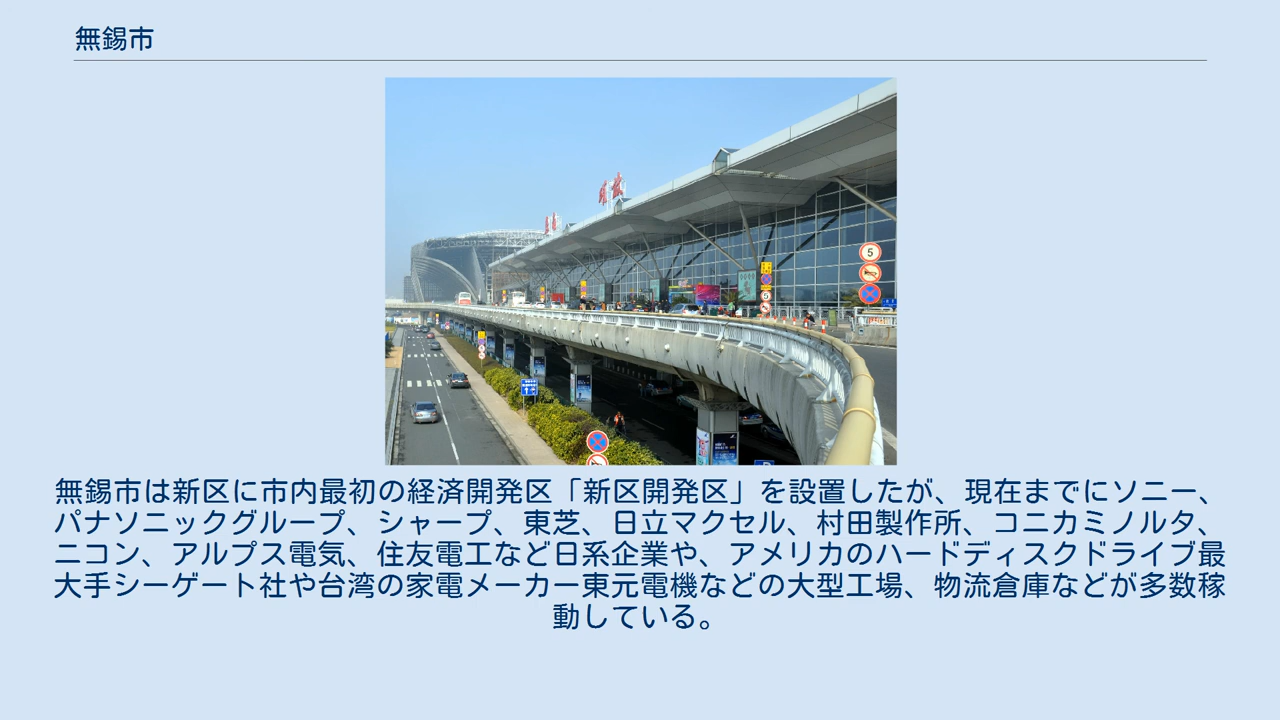 無錫市
5
5
無錫市は新区に市内最初の経済開発区「新区開発区」を設置したが、現在までにソニー、
パナソニックグループ、シャープ、東芝、日立マクセル、村田製作所、コニカミノルタ、
ニコン、アルプス電気、住友電工など日系企業や、アメリカのハードディスクドライブ最
大手シーゲート社や台湾の家電メーカー東元電機などの大型工場、物流倉庫などが多数稼
動している。